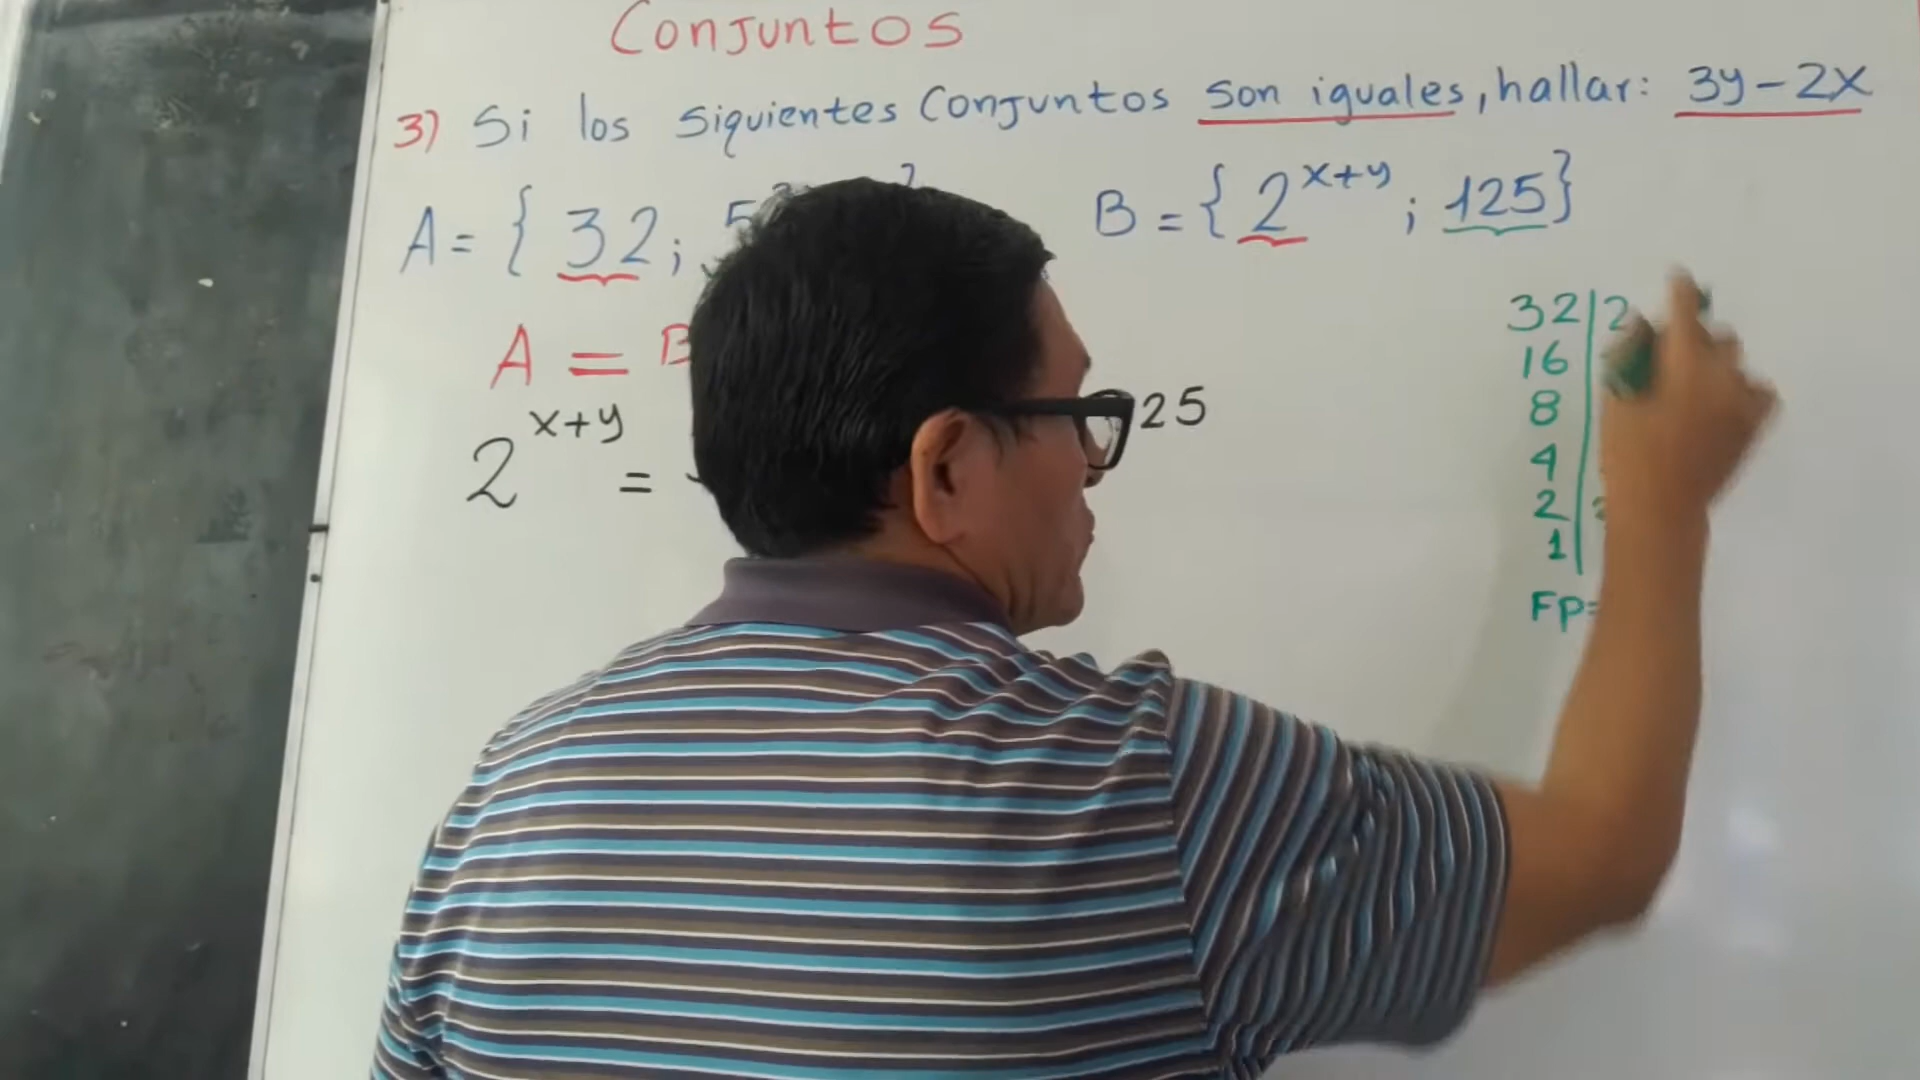 Conjuntos
3) Si los siguientes Conjuntos son iguales, hallar: 3y-2x
A = { 32; 5
B = { 2^{x+y} ; 125}
A = B
2^{x+y} =
25
32 | 2
16
8
4
2
1
Fp=